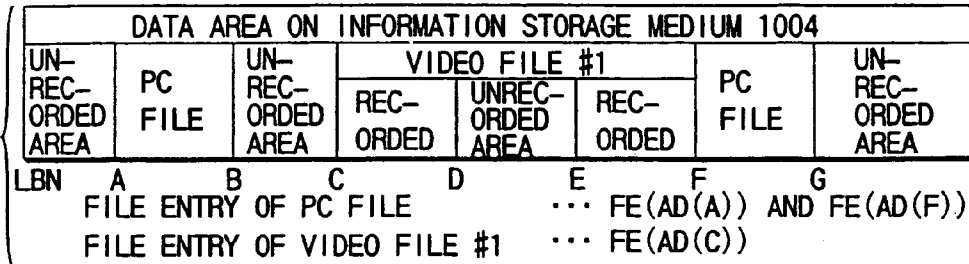 DATA AREA ON INFORMATION STORAGE MEDIUM 1004
UN-
REC-
ORDED
AREA
PC
FILE
UN-
REC-
ORDED
AREA
VIDEO FILE #1
REC-
ORDED
UNREC-
ORDED
AREA
REC-
ORDED
PC
FILE
UN-
REC-
ORDED
AREA
LBN A B C D E F G
FILE ENTRY OF PC FILE ··· FE(AD(A)) AND FE(AD(F))
FILE ENTRY OF VIDEO FILE #1 ··· FE(AD(C))